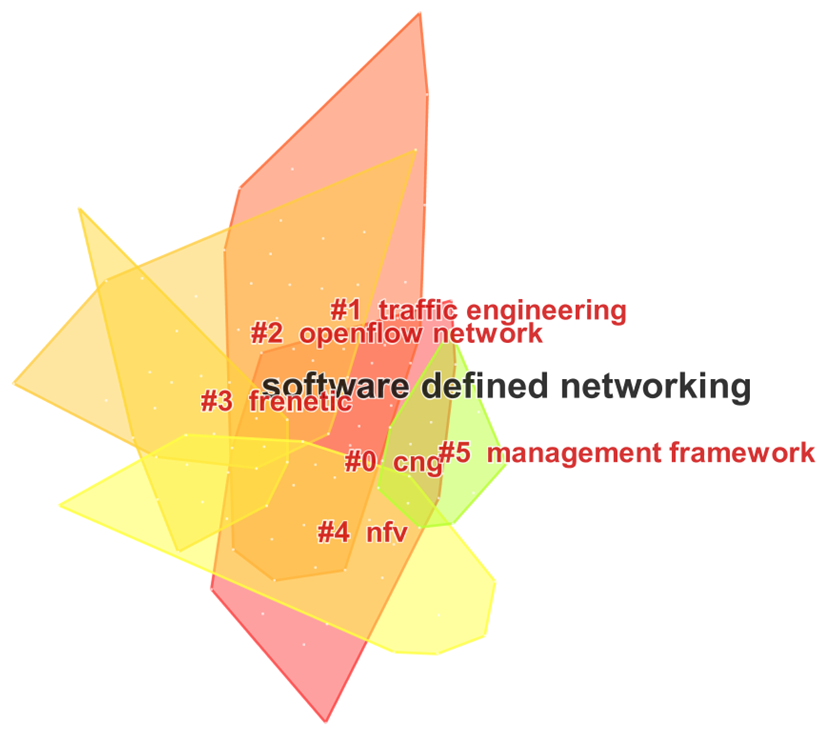 #1 traffic engineering
#2 openflow network
software defined networking
#3 frenetic
#5 management framework
#0 cng
#4 nfv